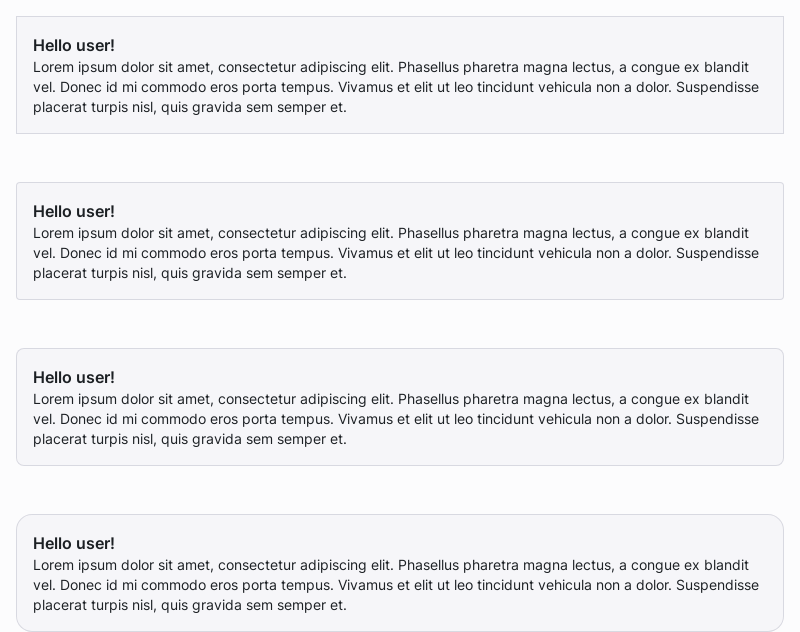 Hello user!
Lorem ipsum dolor sit amet, consectetur adipiscing elit. Phasellus pharetra magna lectus, a congue ex blandit
vel. Donec id mi commodo eros porta tempus. Vivamus et elit ut leo tincidunt vehicula non a dolor. Suspendisse
placerat turpis nisl, quis gravida sem semper et.
Hello user!
Lorem ipsum dolor sit amet, consectetur adipiscing elit. Phasellus pharetra magna lectus, a congue ex blandit
vel. Donec id mi commodo eros porta tempus. Vivamus et elit ut leo tincidunt vehicula non a dolor. Suspendisse
placerat turpis nisl, quis gravida sem semper et.
Hello user!
Lorem ipsum dolor sit amet, consectetur adipiscing elit. Phasellus pharetra magna lectus, a congue ex blandit
vel. Donec id mi commodo eros porta tempus. Vivamus et elit ut leo tincidunt vehicula non a dolor. Suspendisse
placerat turpis nisl, quis gravida sem semper et.
Hello user!
Lorem ipsum dolor sit amet, consectetur adipiscing elit. Phasellus pharetra magna lectus, a congue ex blandit
vel. Donec id mi commodo eros porta tempus. Vivamus et elit ut leo tincidunt vehicula non a dolor. Suspendisse
placerat turpis nisl, quis gravida sem semper et.